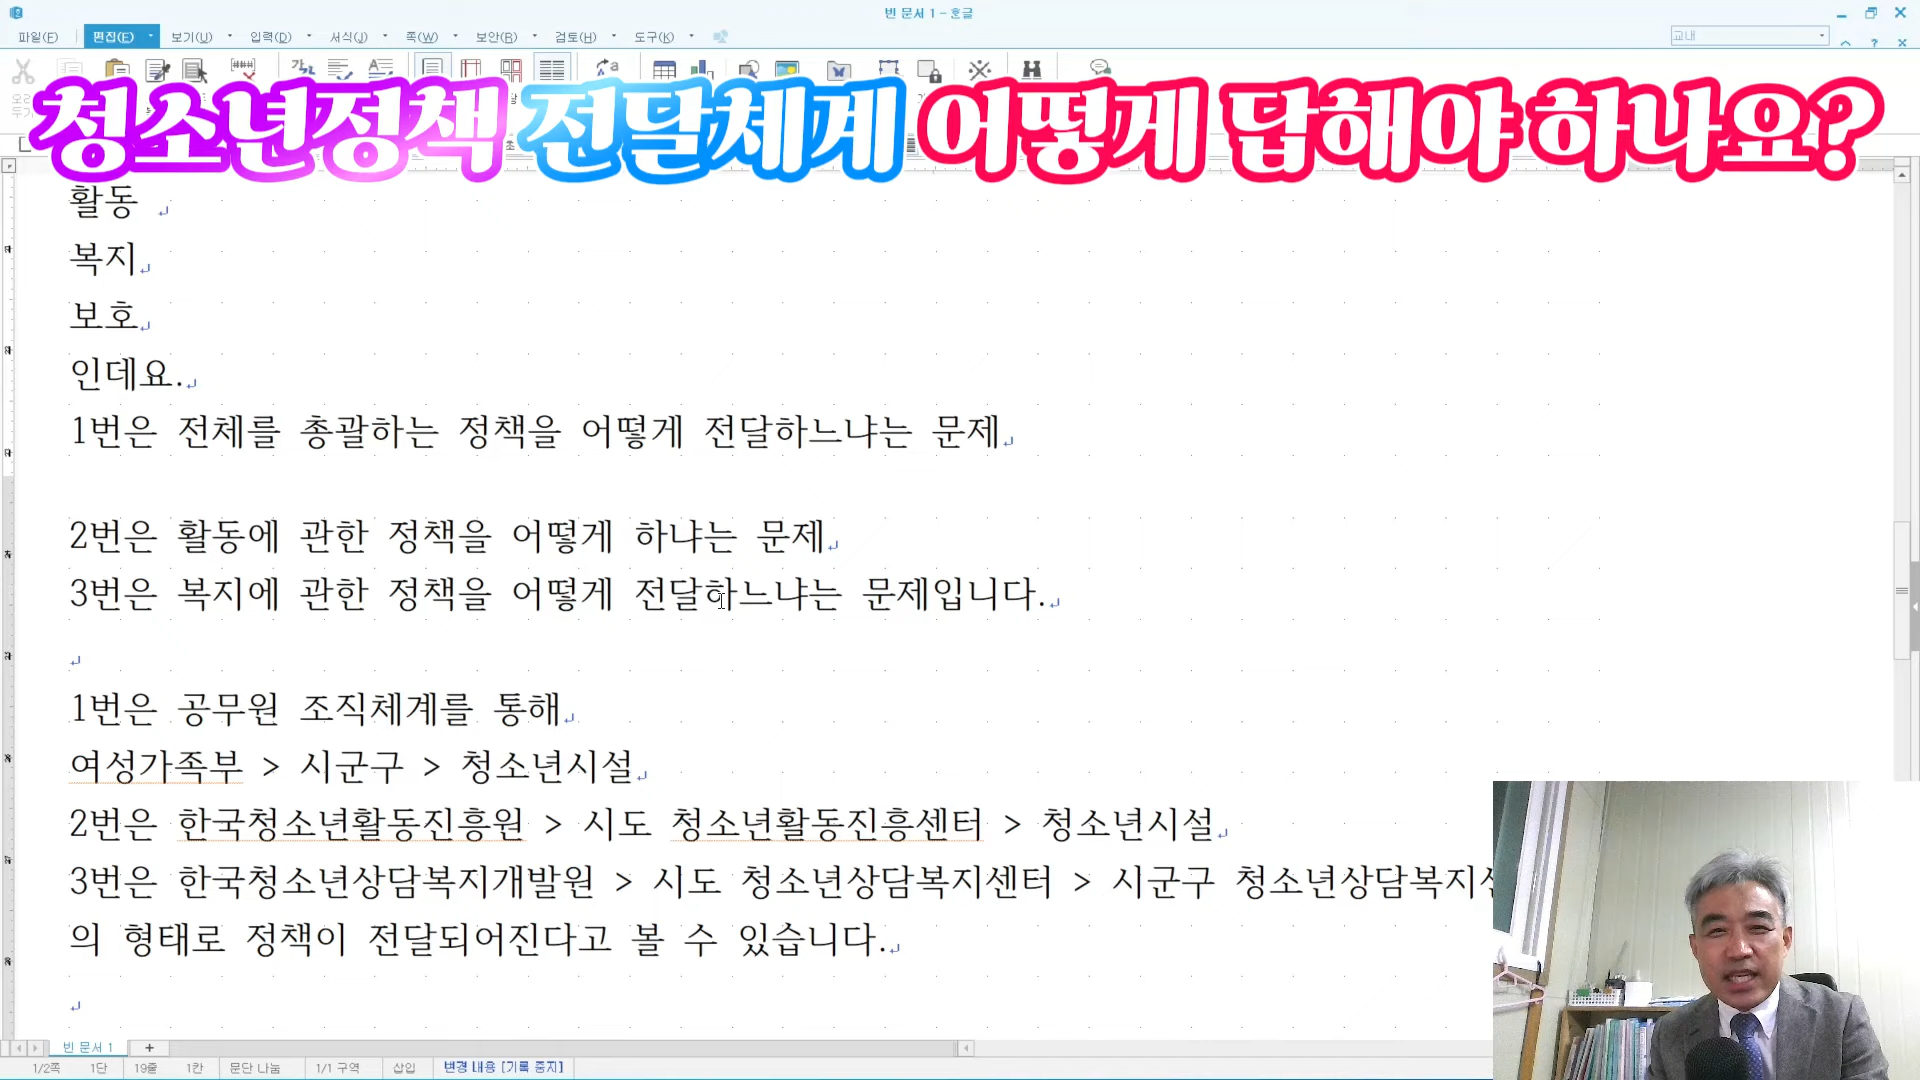 빈 문서 1 - 흔글
파일(F) 편집(E) 보기(U) 입력(D) 서식(J) 쪽(W) 보안(B) 검토(H) 도구(K)
교내
청소년정책 전달체계 어떻게 답해야 하나요?
활동
복지
보호
인데요.
1번은 전체를 총괄하는 정책을 어떻게 전달하느냐는 문제
2번은 활동에 관한 정책을 어떻게 하냐는 문제
3번은 복지에 관한 정책을 어떻게 전달하느냐는 문제입니다.
1번은 공무원 조직체계를 통해
여성가족부 > 시군구 > 청소년시설
2번은 한국청소년활동진흥원 > 시도 청소년활동진흥센터 > 청소년시설
3번은 한국청소년상담복지개발원 > 시도 청소년상담복지센터 > 시군구 청소년상담복지
의 형태로 정책이 전달되어진다고 볼 수 있습니다.
빈 문서 1
1/2쪽 1단 19줄 1칸 문단 나눔 1/1 구역 삽입 변경 내용 [기록 중지]